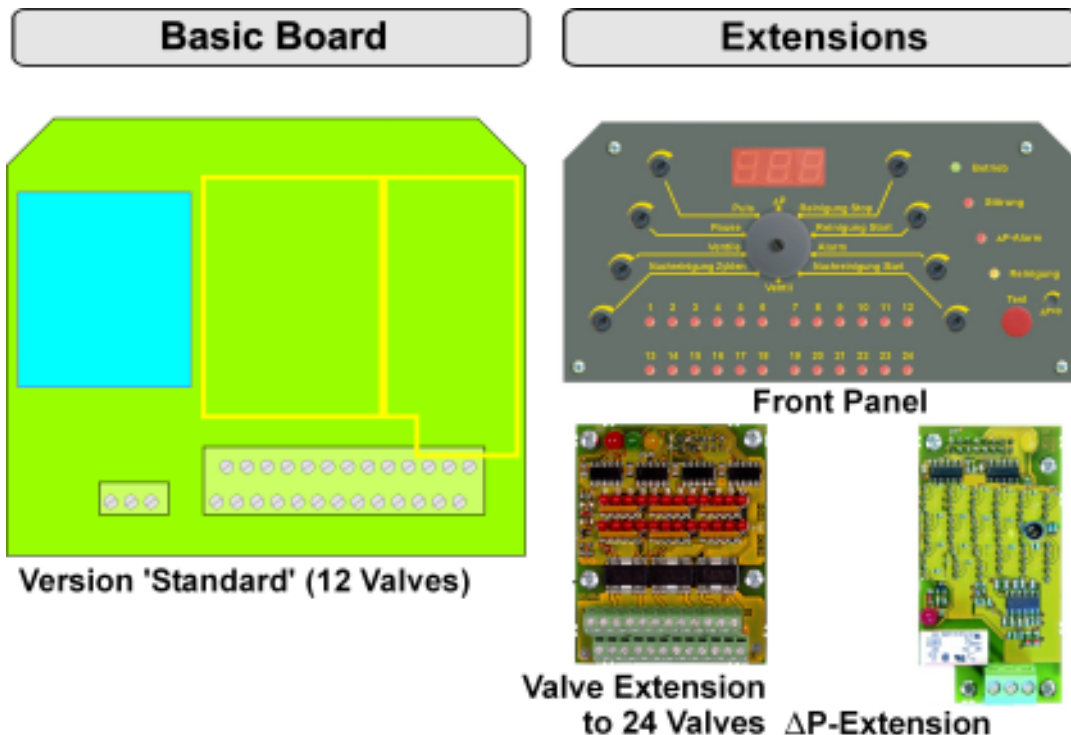 Basic Board
Extensions
Betrieb
Störung
ΔP-Alarm
Reinigung
Test
ΔP
Puls
Reinigung Stop
Pause
Reinigung Start
Ventile
Alarm
Nachreinigung Zyklen
Nachreinigung Start
Ventil
1 2 3 4 5 6 7 8 9 10 11 12
13 14 15 16 17 18 19 20 21 22 23 24
Front Panel
Version 'Standard' (12 Valves)
Valve Extension
to 24 Valves
ΔP-Extension